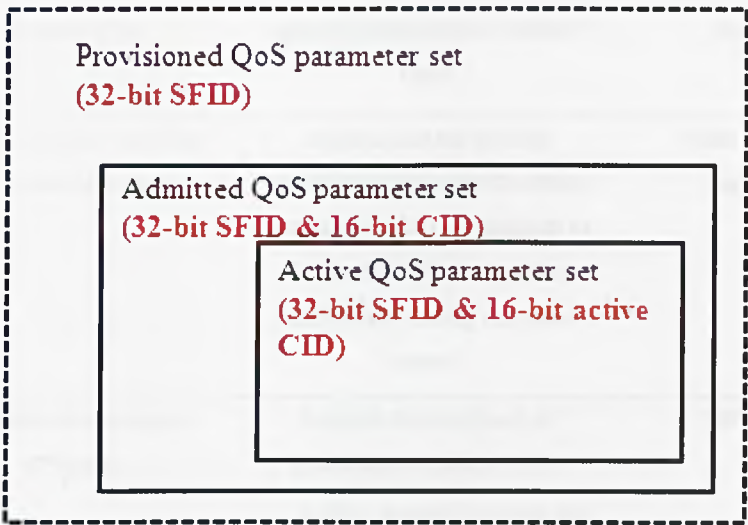 Provisioned QoS parameter set
(32-bit SFID)
Admitted QoS parameter set
(32-bit SFID & 16-bit CID)
Active QoS parameter set
(32-bit SFID & 16-bit active
CID)